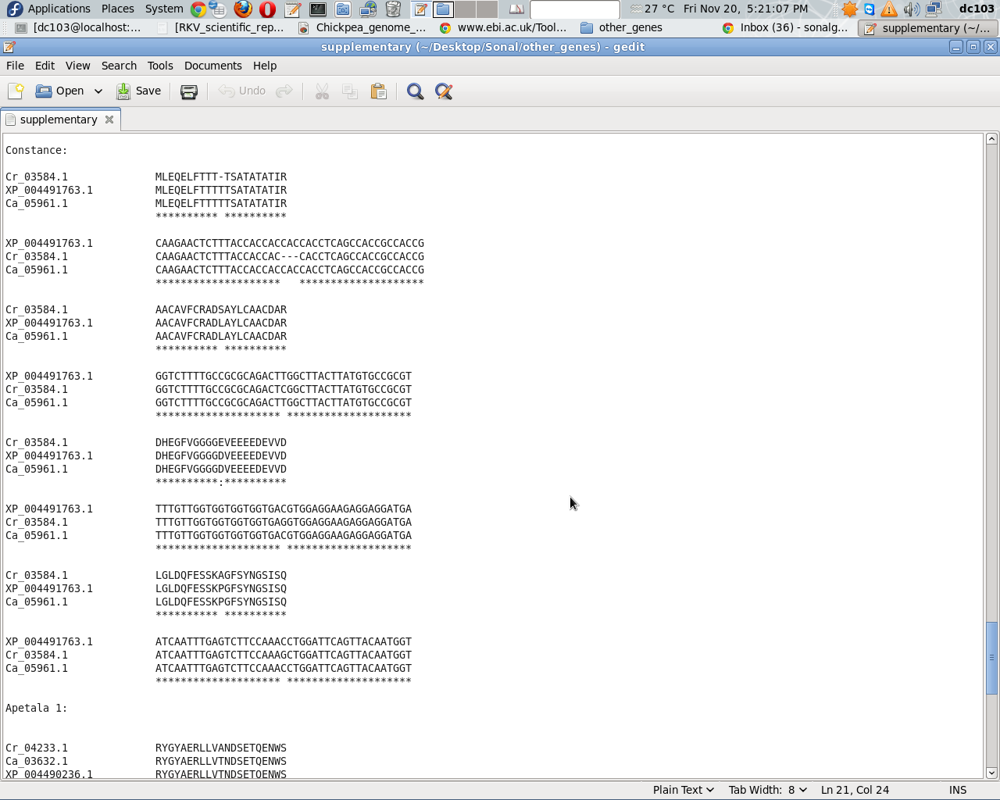 Applications Places System 27 °C Fri Nov 20, 5:21:07 PM dc103
[dc103@localhost:... [RKV_scientific_rep... Chickpea_genome_... www.ebi.ac.uk/Tool... other_genes Inbox (36) - sonalg... supplementary (~/...
supplementary (~/Desktop/Sonal/other_genes) - gedit
File Edit View Search Tools Documents Help
Open Save Undo
supplementary
Constance:
Cr_03584.1 MLEQELFTTT-TSATATATIR
XP_004491763.1 MLEQELFTTTTTSATATATIR
Ca_05961.1 MLEQELFTTTTTSATATATIR
********** **********
XP_004491763.1 CAAGAACTCTTTACCACCACCACCACCTCAGCCACCGCCACCG
Cr_03584.1 CAAGAACTCTTTACCACCAC---CACCTCAGCCACCGCCACCG
Ca_05961.1 CAAGAACTCTTTACCACCACCACCACCTCAGCCACCGCCACCG
******************** ********************
Cr_03584.1 AACAVFCRADSAYLCAACDAR
XP_004491763.1 AACAVFCRADLAYLCAACDAR
Ca_05961.1 AACAVFCRADLAYLCAACDAR
********** **********
XP_004491763.1 GGTCTTTTGCCGCGCAGACTTGGCTTACTTATGTGCCGCGT
Cr_03584.1 GGTCTTTTGCCGCGCAGACTCGGCTTACTTATGTGCCGCGT
Ca_05961.1 GGTCTTTTGCCGCGCAGACTTGGCTTACTTATGTGCCGCGT
******************** ********************
Cr_03584.1 DHEGFVGGGGEVEEEEDEVVD
XP_004491763.1 DHEGFVGGGGDVEEEEDEVVD
Ca_05961.1 DHEGFVGGGGDVEEEEDEVVD
**********:**********
XP_004491763.1 TTTGTTGGTGGTGGTGGTGACGTGGAGGAAGAGGAGGATGA
Cr_03584.1 TTTGTTGGTGGTGGTGGTGAGGTGGAGGAAGAGGAGGATGA
Ca_05961.1 TTTGTTGGTGGTGGTGGTGACGTGGAGGAAGAGGAGGATGA
******************** ********************
Cr_03584.1 LGLDQFESSKAGFSYNGSISQ
XP_004491763.1 LGLDQFESSKPGFSYNGSISQ
Ca_05961.1 LGLDQFESSKPGFSYNGSISQ
********** **********
XP_004491763.1 ATCAATTTGAGTCTTCCAAACCTGGATTCAGTTACAATGGT
Cr_03584.1 ATCAATTTGAGTCTTCCAAAGCTGGATTCAGTTACAATGGT
Ca_05961.1 ATCAATTTGAGTCTTCCAAACCTGGATTCAGTTACAATGGT
******************** ********************
Apetala 1:
Cr_04233.1 RYGYAERLLVANDSETQENWS
Ca_03632.1 RYGYAERLLVTNDSETQENWS
XP_004490236.1 RYGYAERLLVTNDSETQENWS
Plain Text Tab Width: 8 Ln 21, Col 24 INS